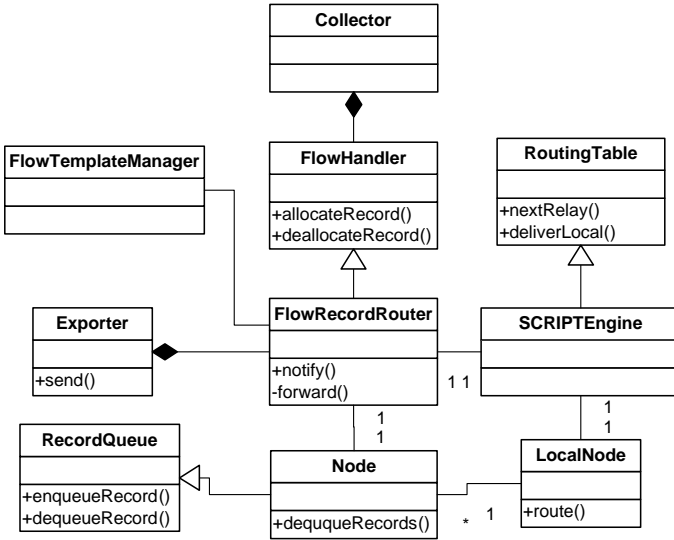 Collector
FlowTemplateManager
FlowHandler
+allocateRecord()
+deallocateRecord()
RoutingTable
+nextRelay()
+deliverLocal()
Exporter
+send()
FlowRecordRouter
+notify()
-forward()
SCRIPTEngine
1 1
1
1
1
1
RecordQueue
+enqueueRecord()
+dequeueRecord()
Node
+deququeRecords()
* 1
LocalNode
+route()